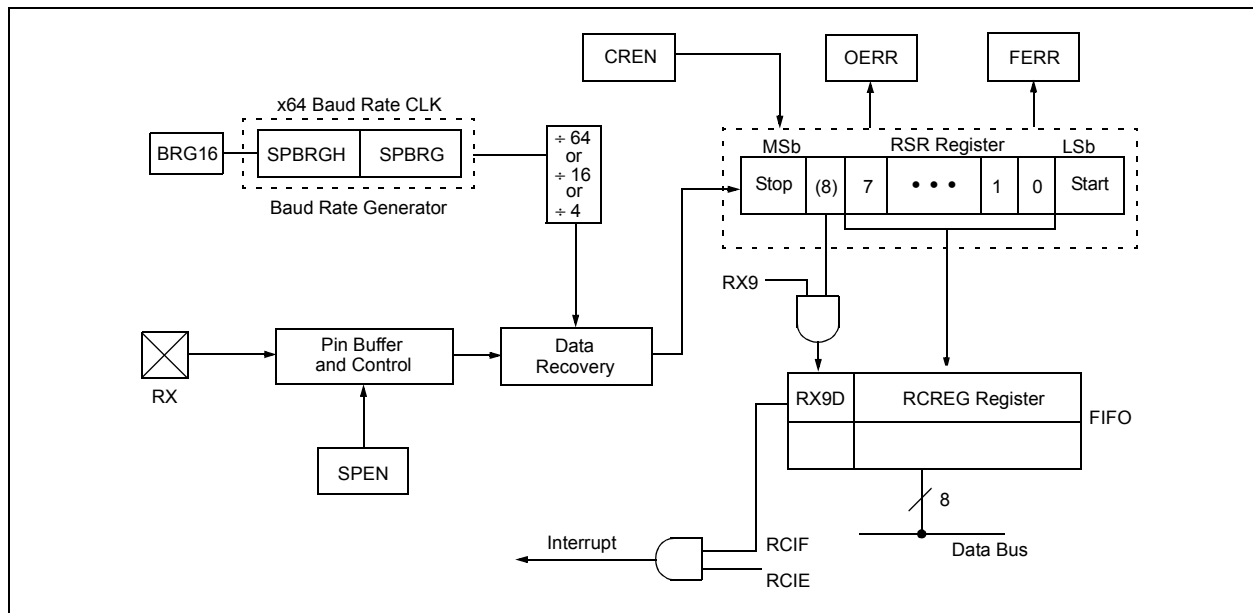 CREN
OERR
FERR
x64 Baud Rate CLK
BRG16
SPBRGH
SPBRG
Baud Rate Generator
÷ 64
or
÷ 16
or
÷ 4
MSb
RSR Register
LSb
Stop
(8)
7
• • •
1
0
Start
RX9
RX
Pin Buffer
and Control
Data
Recovery
SPEN
RX9D
RCREG Register
FIFO
8
Data Bus
Interrupt
RCIF
RCIE